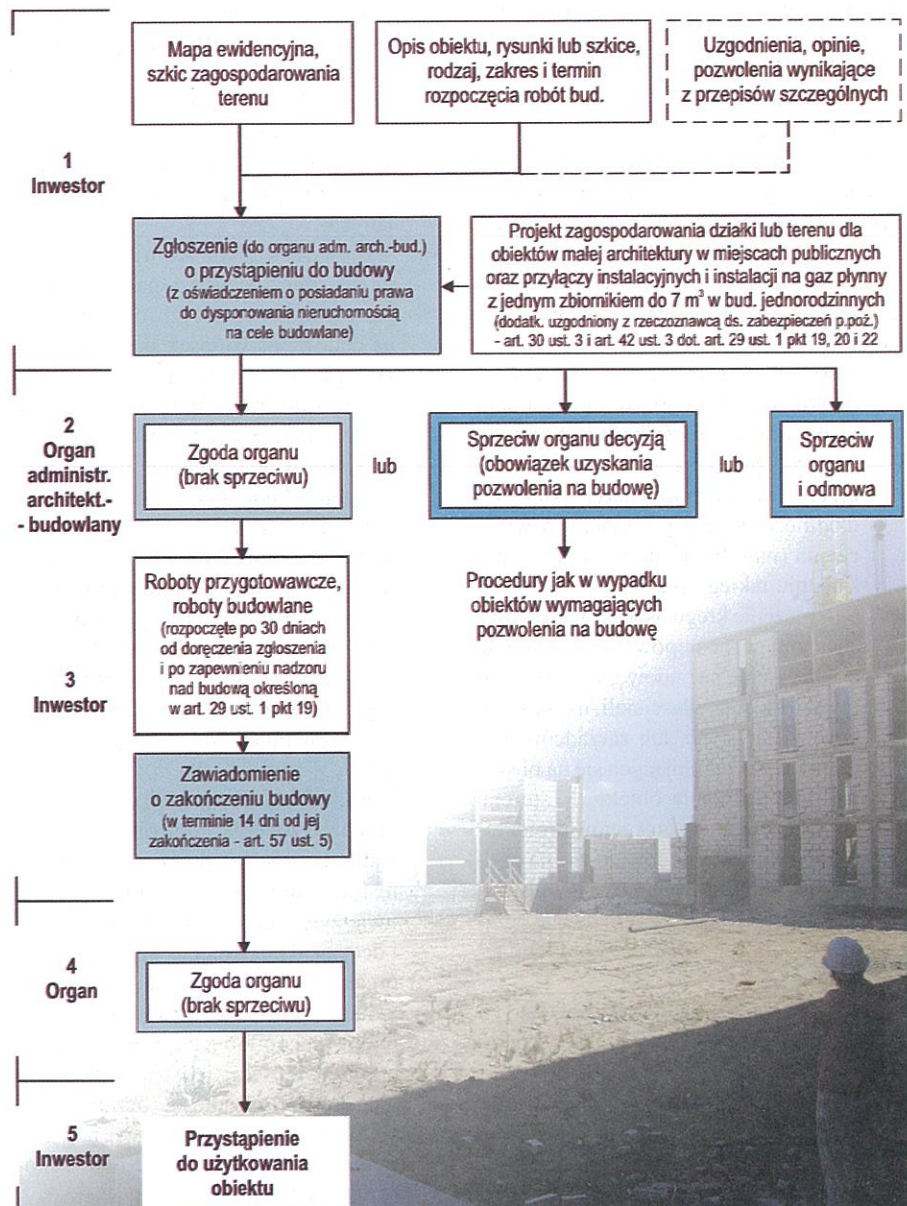 Mapa ewidencyjna,
szkic zagospodarowania
terenu
Opis obiektu, rysunki lub szkice,
rodzaj, zakres i termin
rozpoczęcia robót bud.
Uzgodnienia, opinie,
pozwolenia wynikające
z przepisów szczególnych
1
Inwestor
Zgłoszenie (do organu adm. arch.-bud.)
o przystąpieniu do budowy
(z oświadczeniem o posiadaniu prawa
do dysponowania nieruchomością
na cele budowlane)
Projekt zagospodarowania działki lub terenu dla
obiektów małej architektury w miejscach publicznych
oraz przyłączy instalacyjnych i instalacji na gaz płynny
z jednym zbiornikiem do 7 m³ w bud. jednorodzinnych
(dodatk. uzgodniony z rzeczoznawcą ds. zabezpieczeń p.poż.)
- art. 30 ust. 3 i art. 42 ust. 3 dot. art. 29 ust. 1 pkt 19, 20 i 22
2
Organ
administr.
architekt.-
- budowlany
Zgoda organu
(brak sprzeciwu)
lub
Sprzeciw organu decyzją
(obowiązek uzyskania
pozwolenia na budowę)
lub
Sprzeciw
organu
i odmowa
Procedury jak w wypadku
obiektów wymagających
pozwolenia na budowę
3
Inwestor
Roboty przygotowawcze,
roboty budowlane
(rozpoczęte po 30 dniach
od doręczenia zgłoszenia
i po zapewnieniu nadzoru
nad budową określoną
w art. 29 ust. 1 pkt 19)
Zawiadomienie
o zakończeniu budowy
(w terminie 14 dni od jej
zakończenia - art. 57 ust. 5)
4
Organ
Zgoda organu
(brak sprzeciwu)
5
Inwestor
Przystąpienie
do użytkowania
obiektu